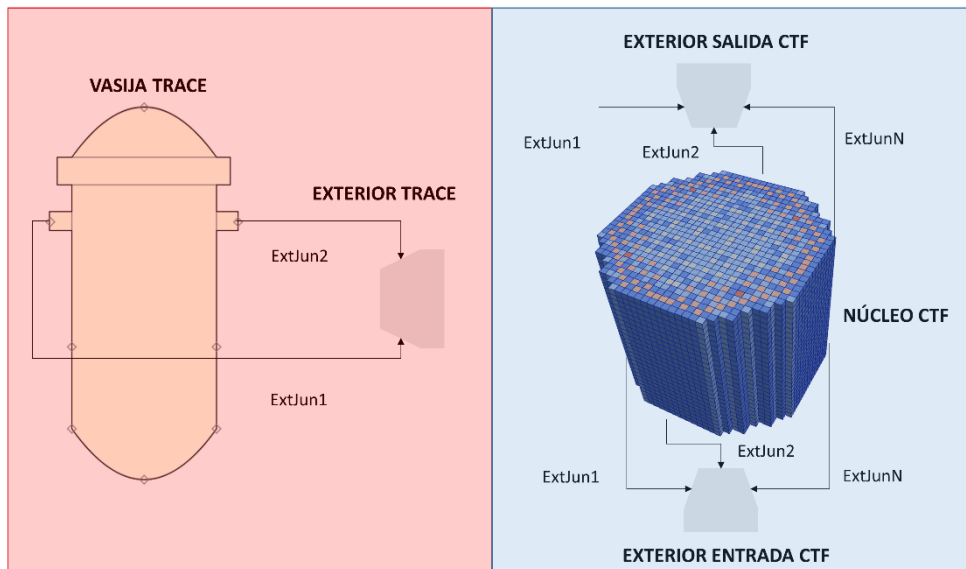 VASIJA TRACE
EXTERIOR TRACE
ExtJun2
ExtJun1
EXTERIOR SALIDA CTF
ExtJun1
ExtJun2
ExtJunN
NÚCLEO CTF
ExtJun1
ExtJun2
ExtJunN
EXTERIOR ENTRADA CTF